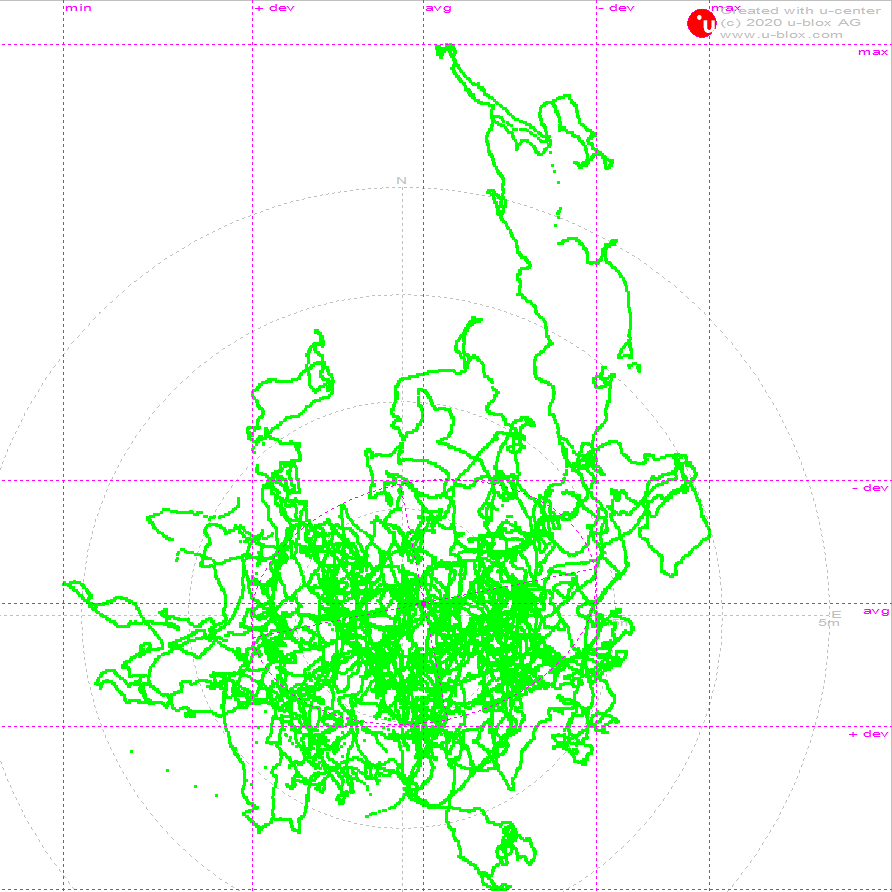 min
+ dev
avg
- dev
max
Created with u-center
(c) 2020 u-blox AG
www.u-blox.com
u
max
N
- dev
avg
E
5m
+ dev